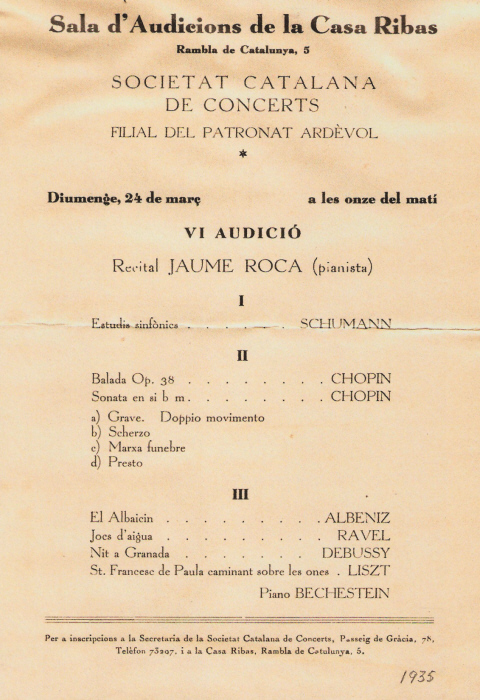 Sala d'Audicions de la Casa Ribas
Rambla de Catalunya, 5
SOCIETAT CATALANA
DE CONCERTS
FILIAL DEL PATRONAT ARDÈVOL
*
Diumenge, 24 de març a les onze del matí
VI AUDICIÓ
Recital JAUME ROCA (pianista)
I
Estudis simfònics . . . . . . SCHUMANN
II
Balada Op. 38 . . . . . . . . CHOPIN
Sonata en si b m . . . . . . . . CHOPIN
a) Grave. Doppio movimento
b) Scherzo
c) Marxa funebre
d) Presto
III
El Albaicin . . . . . . . . . ALBENIZ
Jocs d'aigua . . . . . . . . RAVEL
Nit a Granada . . . . . . . . DEBUSSY
St. Francesc de Paula caminant sobre les ones . LISZT
Piano BECHESTEIN
Per a inscripcions a la Secretaria de la Societat Catalana de Concerts, Passeig de Gràcia, 78,
Telèfon 73207, i a la Casa Ribas, Rambla de Catalunya, 5.
1935